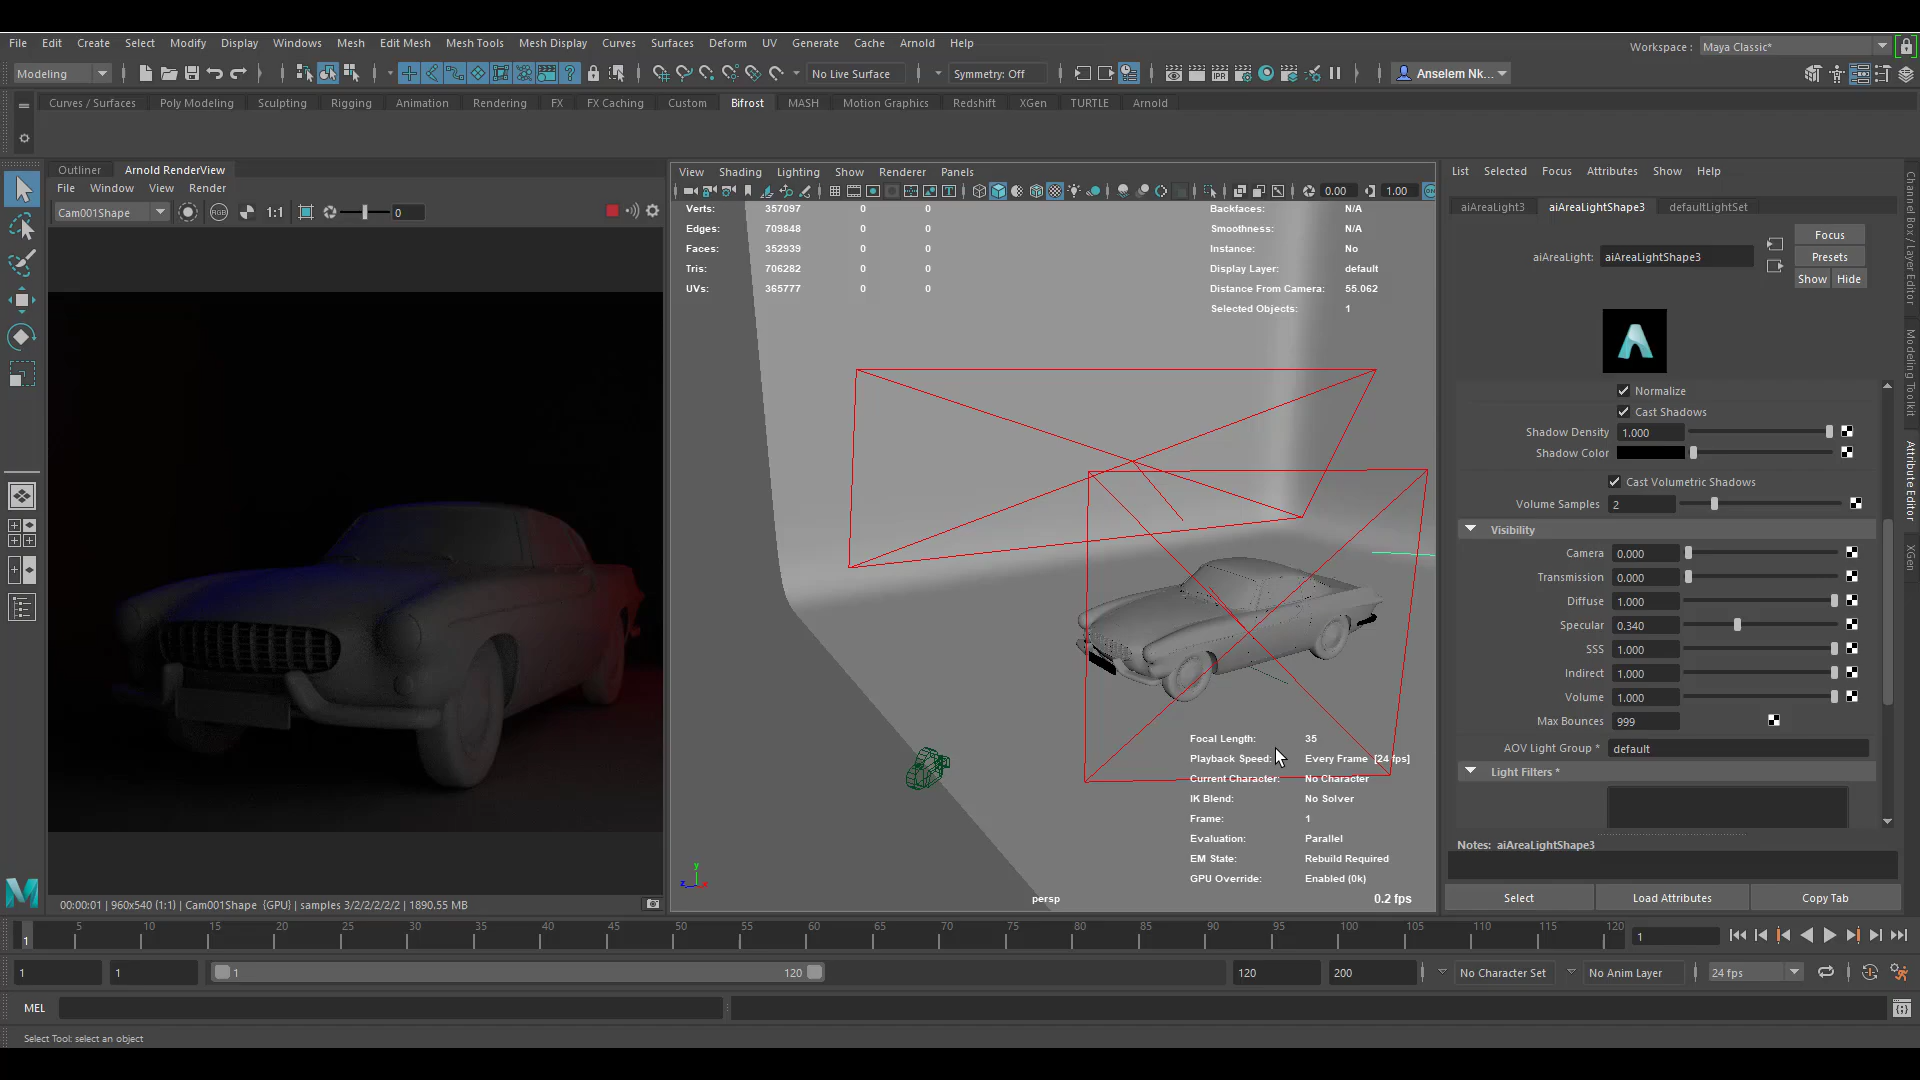 File Edit Create Select Modify Display Windows Mesh Edit Mesh Mesh Tools Mesh Display Curves Surfaces Deform UV Generate Cache Arnold Help
Workspace : Maya Classic*
Modeling No Live Surface Symmetry: Off IPR Anselem Nk...
Curves / Surfaces Poly Modeling Sculpting Rigging Animation Rendering FX FX Caching Custom Bifrost MASH Motion Graphics Redshift XGen TURTLE Arnold
Outliner Arnold RenderView
File Window View Render
Cam001Shape RGB 1:1 0
00:00:01 | 960x540 (1:1) | Cam001Shape {GPU} | samples 3/2/2/2/2/2 | 1890.55 MB
View Shading Lighting Show Renderer Panels
0.00 1.00
Verts: 357097 0 0
Edges: 709848 0 0
Faces: 352939 0 0
Tris: 706282 0 0
UVs: 365777 0 0
Backfaces: N/A
Smoothness: N/A
Instance: No
Display Layer: default
Distance From Camera: 55.062
Selected Objects: 1
Focal Length: 35
Playback Speed: Every Frame [24 fps]
Current Character: No Character
IK Blend: No Solver
Frame: 1
Evaluation: Parallel
EM State: Rebuild Required
GPU Override: Enabled (0k)
y
z x
persp
0.2 fps
List Selected Focus Attributes Show Help
aiAreaLight3 aiAreaLightShape3 defaultLightSet
aiAreaLight: aiAreaLightShape3
Focus
Presets
Show Hide
Normalize
Cast Shadows
Shadow Density 1.000
Shadow Color
Cast Volumetric Shadows
Volume Samples 2
Visibility
Camera 0.000
Transmission 0.000
Diffuse 1.000
Specular 0.340
SSS 1.000
Indirect 1.000
Volume 1.000
Max Bounces 999
AOV Light Group * default
Light Filters *
Notes: aiAreaLightShape3
Select Load Attributes Copy Tab
Channel Box / Layer Editor
Modeling Toolkit
Attribute Editor
XGen
1 5 10 15 20 25 30 35 40 45 50 55 60 65 70 75 80 85 90 95 100 105 110 115 120 1
1 1 1 120 120 200 No Character Set No Anim Layer 24 fps
MEL
Select Tool: select an object